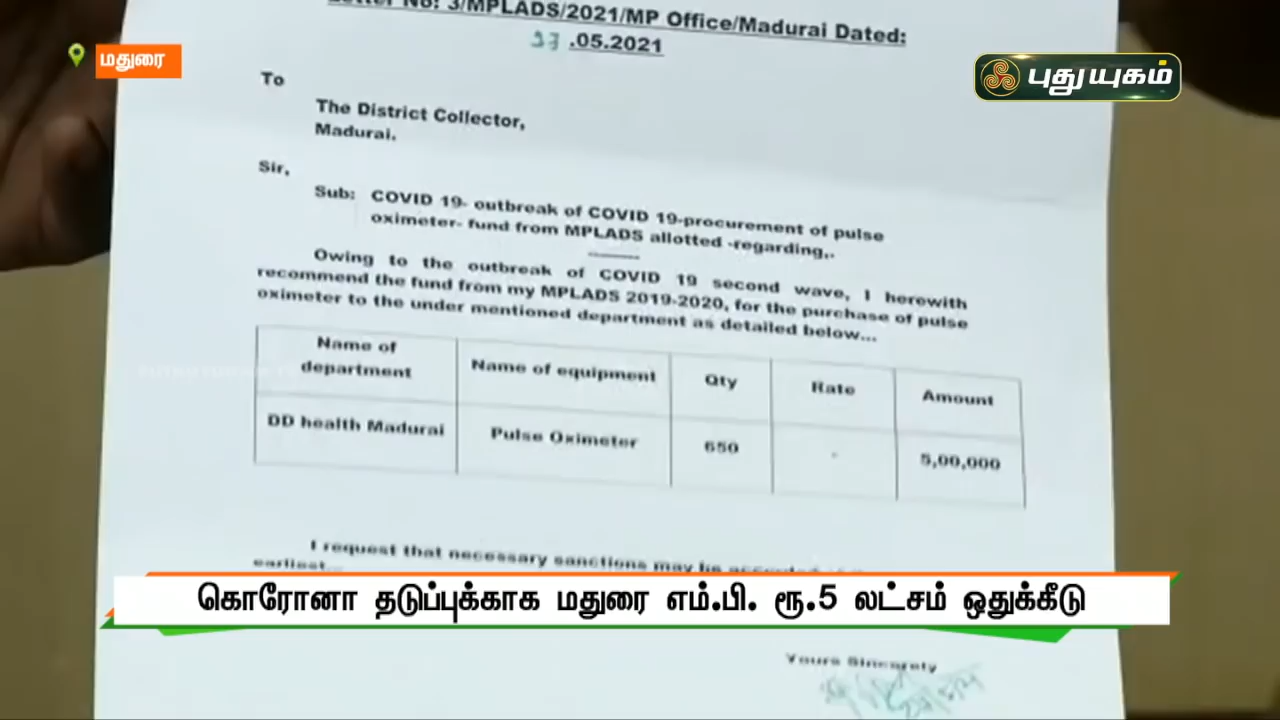 Letter No: 3/MPLADS/2021/MP Office/Madurai Dated:
.05.2021
மதுரை
புதுயுகம்
To
The District Collector,
Madurai.
Sir,
Sub: COVID 19- outbreak of COVID 19-procurement of pulse
oximeter- fund from MPLADS allotted -regarding,.
Owing to the outbreak of COVID 19 second wave, I herewith
recommend the fund from my MPLADS 2019-2020, for the purchase of pulse
oximeter to the under mentioned department as detailed below...
Name of department Name of equipment Qty Rate Amount
DD health Madurai Pulse Oximeter 650 - 5,00,000
I request that necessary sanctions may be
earliest..
கொரோனா தடுப்புக்காக மதுரை எம்.பி. ரூ.5 லட்சம் ஒதுக்கீடு
Yours Sincerely